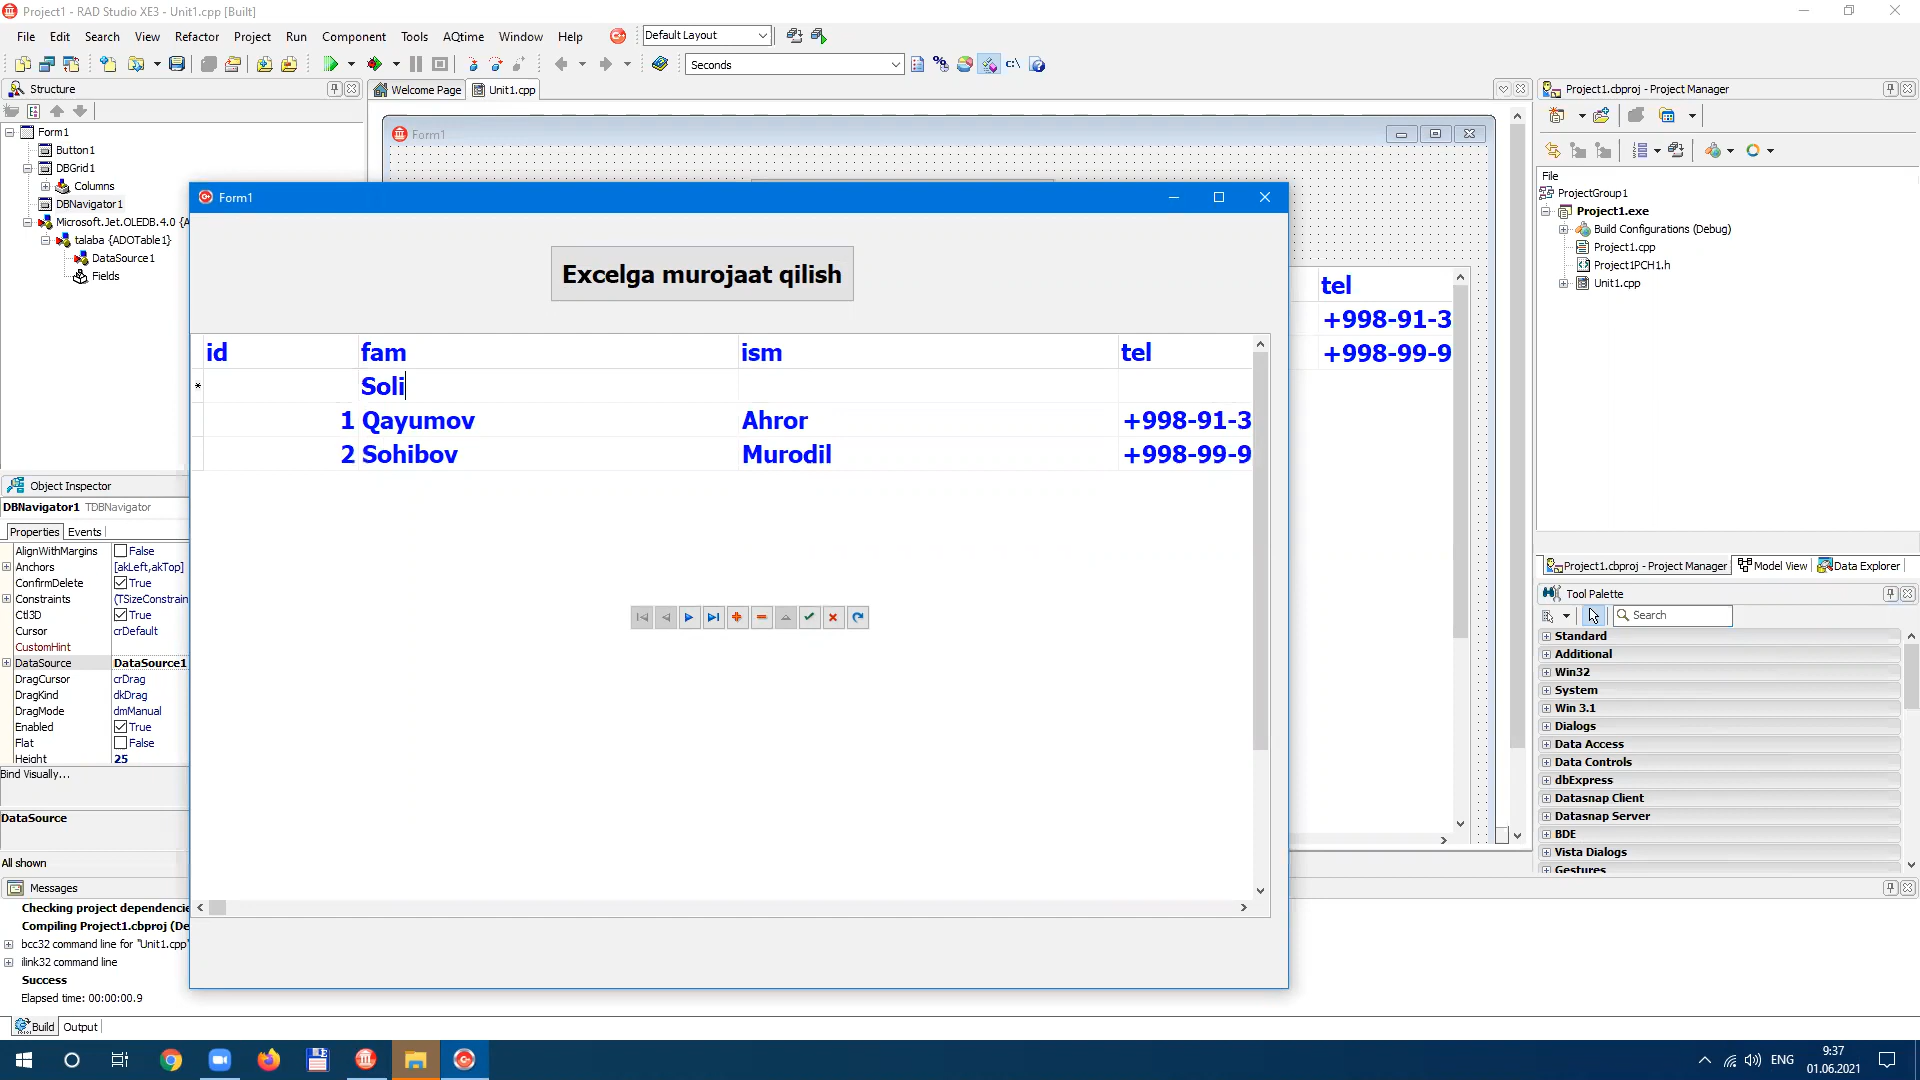 Project1 - RAD Studio XE3 - Unit1.cpp [Built]
File Edit Search View Refactor Project Run Component Tools AQtime Window Help
Default Layout
Seconds
Structure
Welcome Page
Unit1.cpp
Project1.cbproj - Project Manager
Form1
Button1
DBGrid1
Columns
DBNavigator1
Microsoft.Jet.OLEDB.4.0 {A
talaba {ADOTable1}
DataSource1
Fields
Form1
tel
+998-91-3
+998-99-9
File
ProjectGroup1
Project1.exe
Build Configurations (Debug)
Project1.cpp
Project1PCH1.h
Unit1.cpp
Form1
Excelga murojaat qilish
id fam ism tel
* Soli
1 Qayumov Ahror +998-91-3
2 Sohibov Murodil +998-99-9
Object Inspector
DBNavigator1 TDBNavigator
Properties Events
AlignWithMargins False
Anchors [akLeft,akTop]
ConfirmDelete True
Constraints (TSizeConstrain
Ctl3D True
Cursor crDefault
CustomHint
DataSource DataSource1
DragCursor crDrag
DragKind dkDrag
DragMode dmManual
Enabled True
Flat False
Height 25
Bind Visually...
DataSource
All shown
Project1.cbproj - Project Manager Model View Data Explorer
Tool Palette
Search
Standard
Additional
Win32
System
Win 3.1
Dialogs
Data Access
Data Controls
dbExpress
Datasnap Client
Datasnap Server
BDE
Vista Dialogs
Gestures
Messages
Checking project dependencie
Compiling Project1.cbproj (De
bcc32 command line for "Unit1.cpp"
ilink32 command line
Success
Elapsed time: 00:00:00.9
Build Output
ENG
9:37
01.06.2021